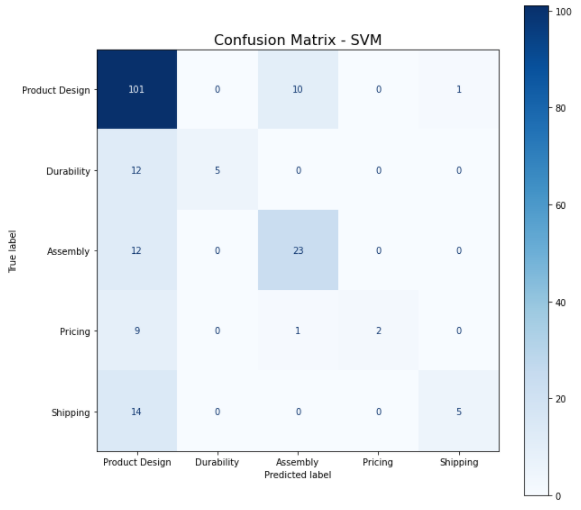 Confusion Matrix - SVM
100
80
60
40
20
0
True label
Product Design 101 0 10 0 1
Durability 12 5 0 0 0
Assembly 12 0 23 0 0
Pricing 9 0 1 2 0
Shipping 14 0 0 0 5
Product Design Durability Assembly Pricing Shipping
Predicted label